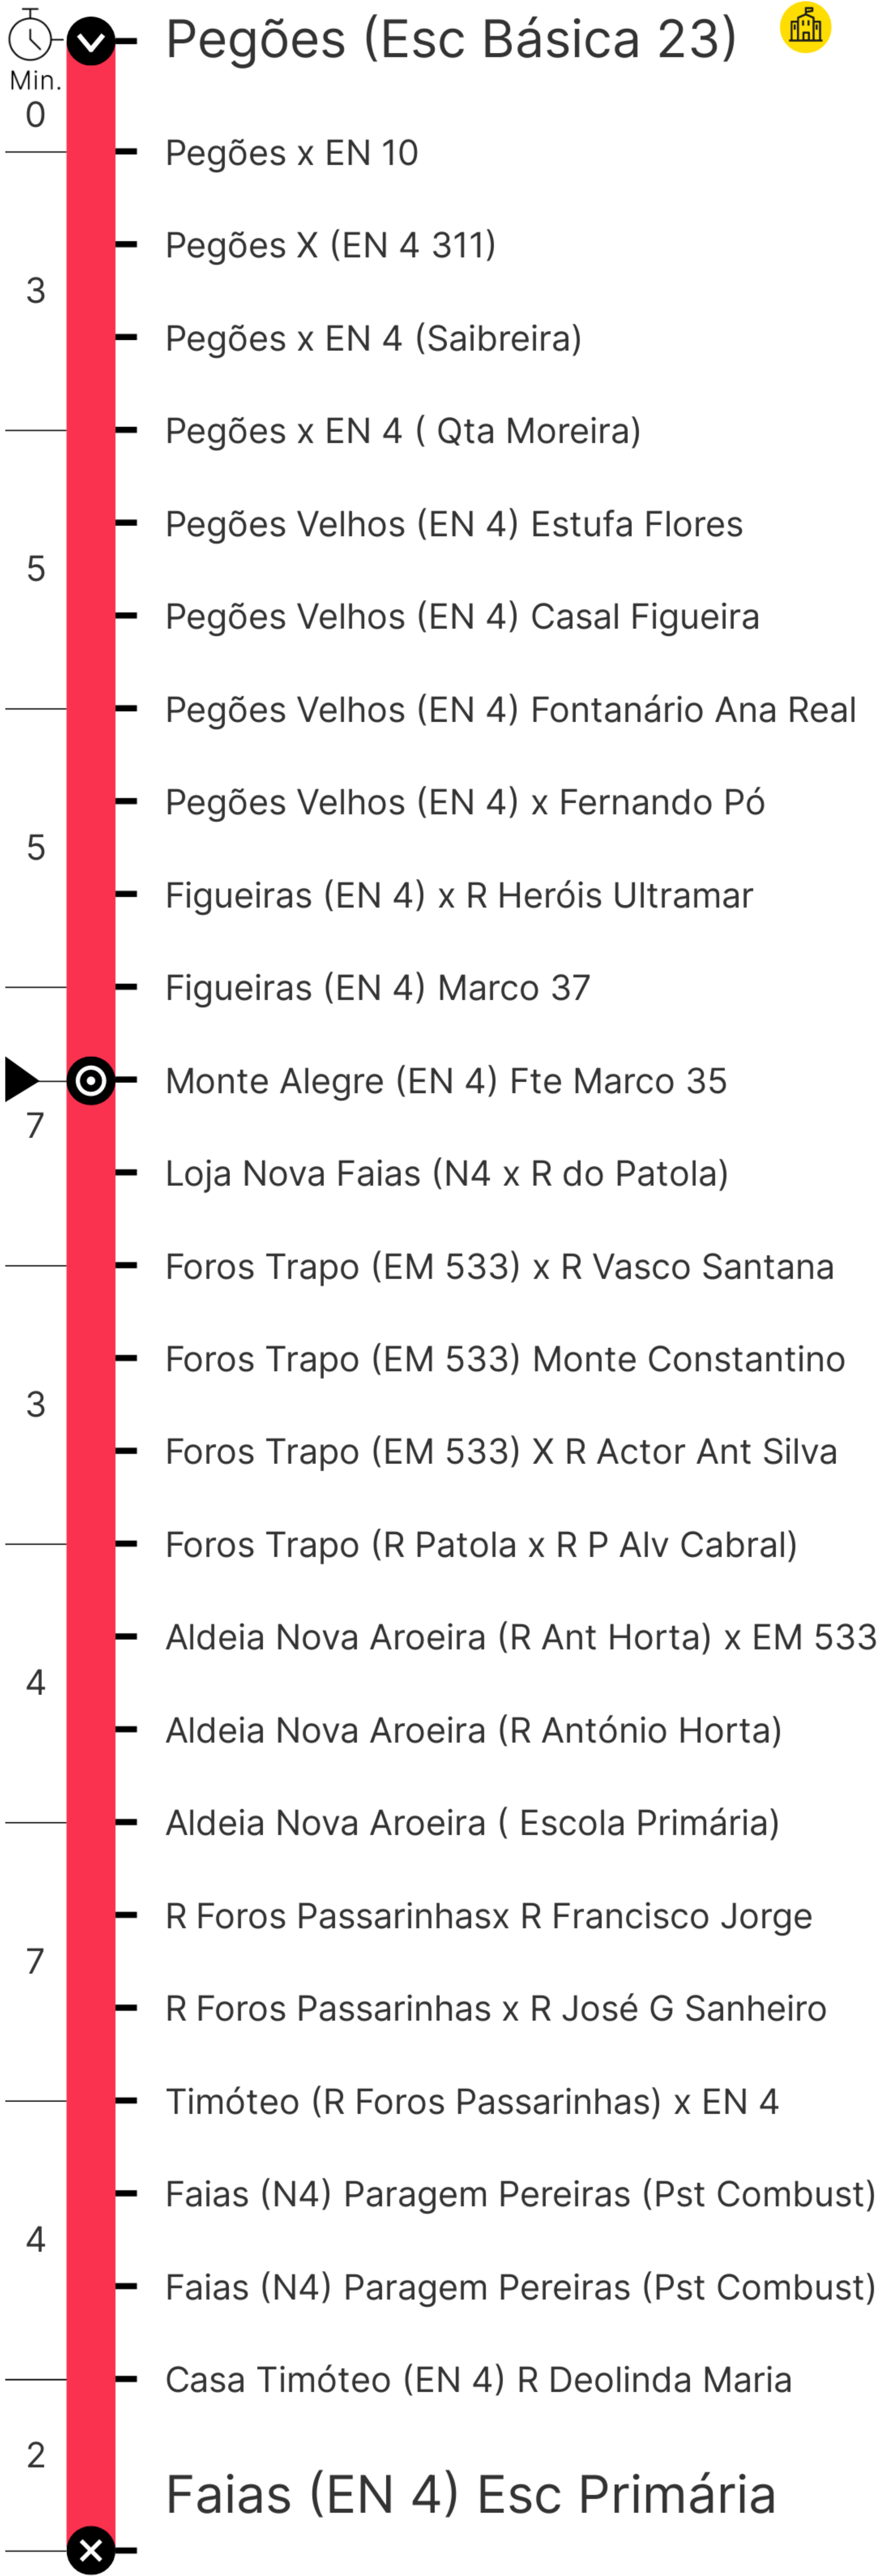 Pegões (Esc Básica 23)
Min.
0
Pegões x EN 10
Pegões X (EN 4 311)
3
Pegões x EN 4 (Saibreira)
Pegões x EN 4 ( Qta Moreira)
Pegões Velhos (EN 4) Estufa Flores
5
Pegões Velhos (EN 4) Casal Figueira
Pegões Velhos (EN 4) Fontanário Ana Real
Pegões Velhos (EN 4) x Fernando Pó
5
Figueiras (EN 4) x R Heróis Ultramar
Figueiras (EN 4) Marco 37
Monte Alegre (EN 4) Fte Marco 35
7
Loja Nova Faias (N4 x R do Patola)
Foros Trapo (EM 533) x R Vasco Santana
Foros Trapo (EM 533) Monte Constantino
3
Foros Trapo (EM 533) X R Actor Ant Silva
Foros Trapo (R Patola x R P Alv Cabral)
Aldeia Nova Aroeira (R Ant Horta) x EM 533
4
Aldeia Nova Aroeira (R António Horta)
Aldeia Nova Aroeira ( Escola Primária)
R Foros Passarinhasx R Francisco Jorge
7
R Foros Passarinhas x R José G Sanheiro
Timóteo (R Foros Passarinhas) x EN 4
Faias (N4) Paragem Pereiras (Pst Combust)
4
Faias (N4) Paragem Pereiras (Pst Combust)
Casa Timóteo (EN 4) R Deolinda Maria
2
Faias (EN 4) Esc Primária